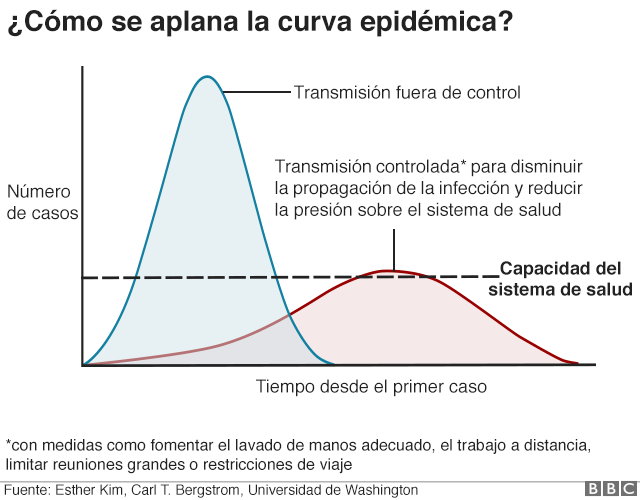 ¿Cómo se aplana la curva epidémica?
Transmisión fuera de control
Transmisión controlada* para disminuir
la propagación de la infección y reducir
la presión sobre el sistema de salud
Número
de casos
Capacidad del
sistema de salud
Tiempo desde el primer caso
*con medidas como fomentar el lavado de manos adecuado, el trabajo a distancia,
limitar reuniones grandes o restricciones de viaje
Fuente: Esther Kim, Carl T. Bergstrom, Universidad de Washington
BBC